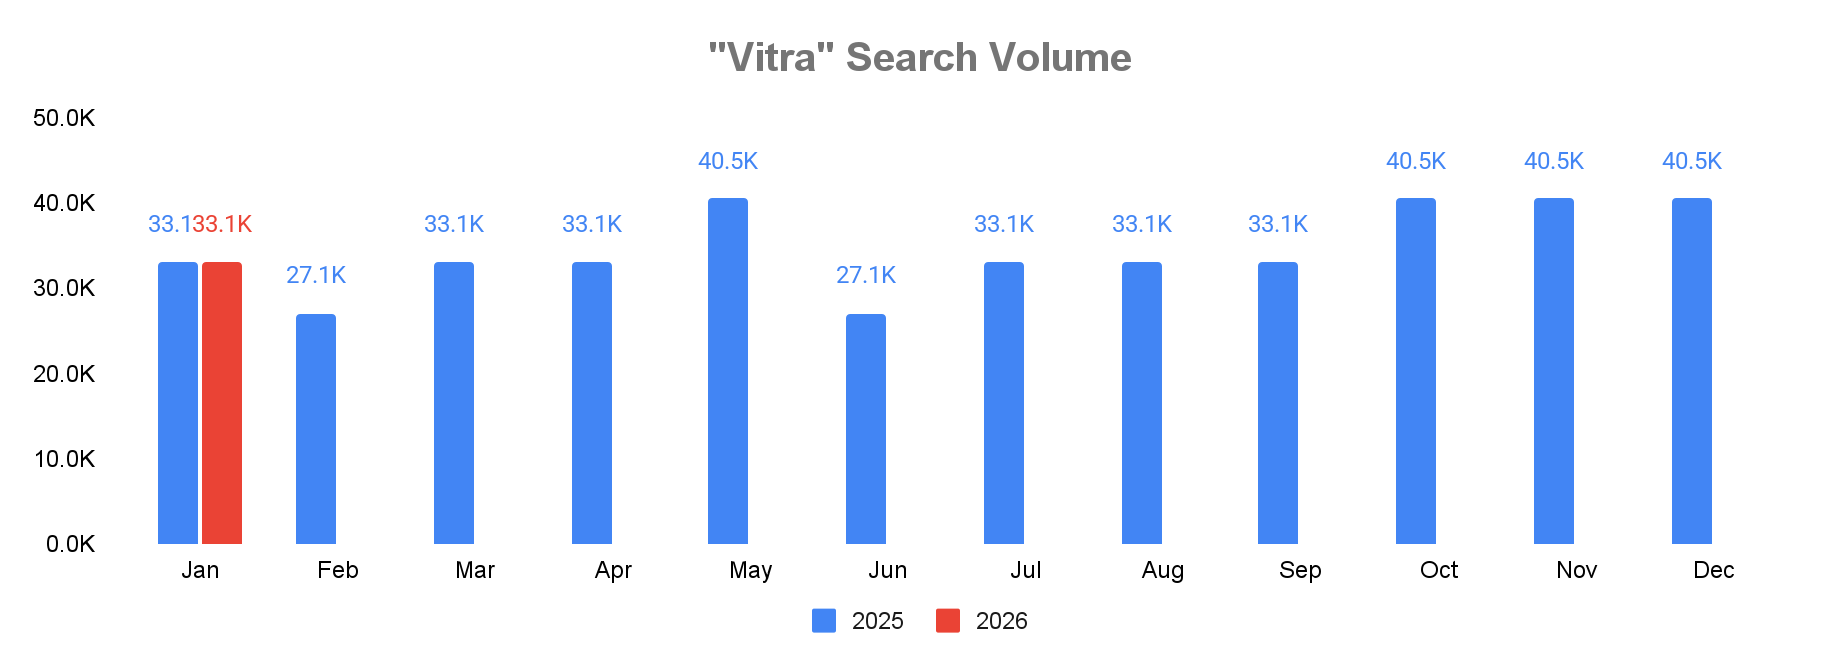 "Vitra" Search Volume
50.0K
40.5K 40.5K 40.5K 40.5K
40.0K
33.133.1K 33.1K 33.1K 33.1K 33.1K 33.1K
27.1K 27.1K
30.0K
20.0K
10.0K
0.0K
Jan Feb Mar Apr May Jun Jul Aug Sep Oct Nov Dec
2025 2026